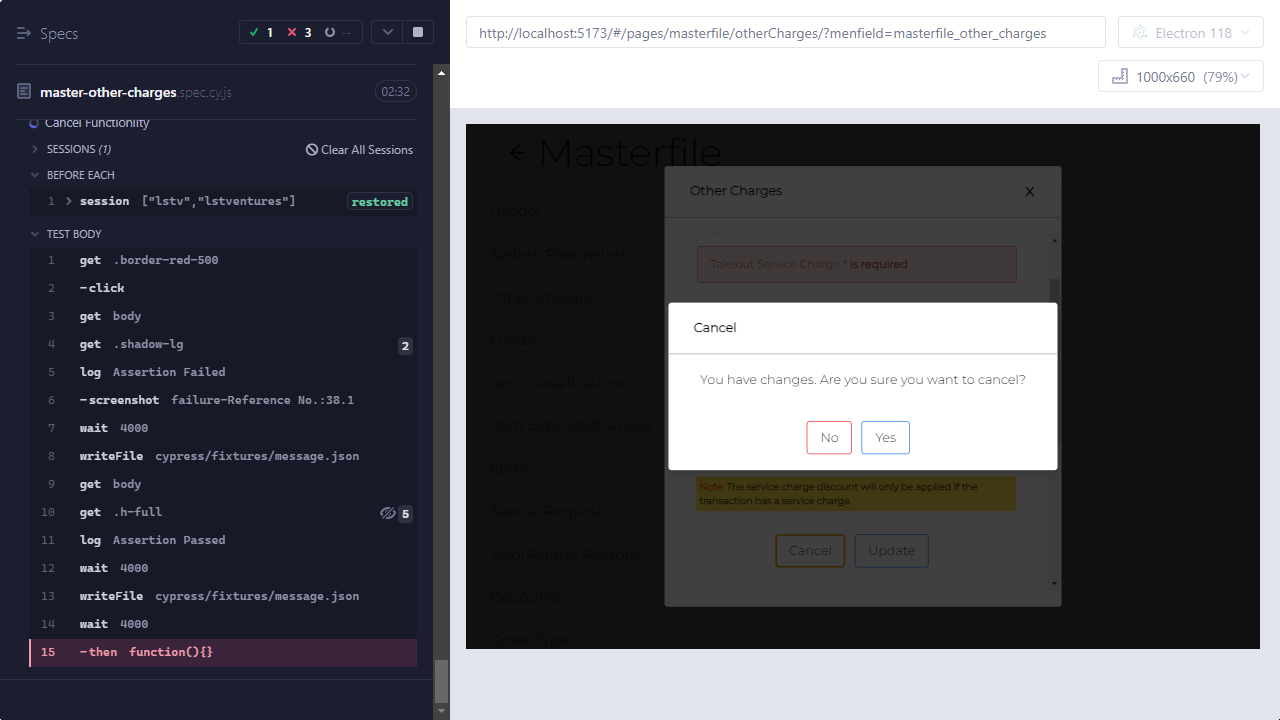 Specs
1
3
--
master-other-charges.spec.cy.js
02:32
Cancel Functionlity
SESSIONS (1)
Clear All Sessions
BEFORE EACH
1 session ["lstv","lstventures"] restored
TEST BODY
1 get .border-red-500
2 -click
3 get body
4 get .shadow-lg 2
5 log Assertion Failed
6 -screenshot failure-Reference No.:38.1
7 wait 4000
8 writeFile cypress/fixtures/message.json
9 get body
10 get .h-full 5
11 log Assertion Passed
12 wait 4000
13 writeFile cypress/fixtures/message.json
14 wait 4000
15 -then function(){}
http://localhost:5173/#/pages/masterfile/otherCharges/?menfield=masterfile_other_charges
Electron 118
1000x660 (79%)
Masterfile
Header
System Parameters
Other Charges
Footer
Item Classifications
Item Subclassifications
Items
Special Request
Void/Refund Reasons
Discounts
Order Type
Other Charges
X
Takeout Service Charge * is required
Cancel
You have changes. Are you sure you want to cancel?
No
Yes
Note: The service charge discount will only be applied if the
transaction has a service charge.
Cancel
Update